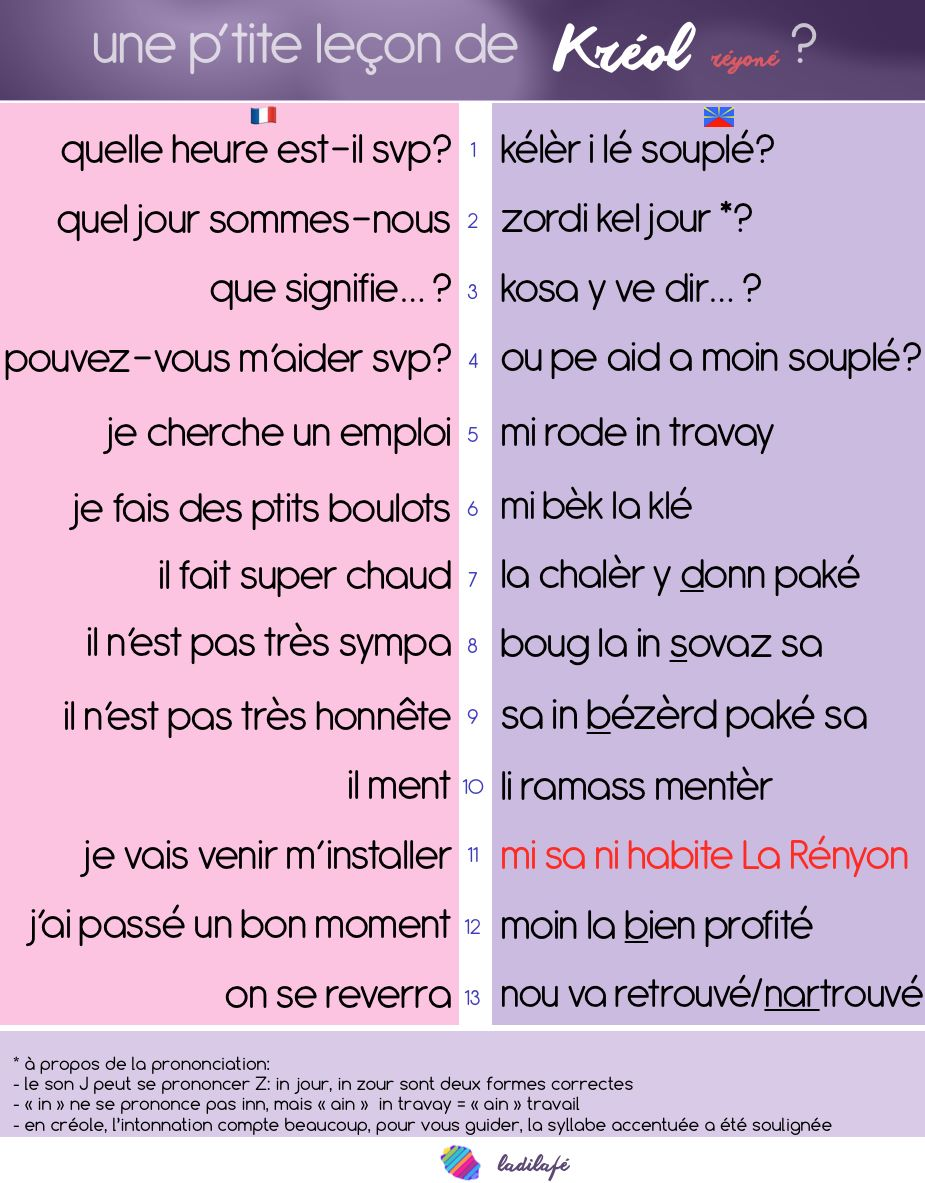 une p'tite leçon de Kréol réyoné ?
quelle heure est-il svp? 1 kélèr i lé souplé?
quel jour sommes-nous 2 zordi kel jour *?
que signifie... ? 3 kosa y ve dir... ?
pouvez-vous m'aider svp? 4 ou pe aid a moin souplé?
je cherche un emploi 5 mi rode in travay
je fais des ptits boulots 6 mi bèk la klé
il fait super chaud 7 la chalèr y donn paké
il n'est pas très sympa 8 boug la in sovaz sa
il n'est pas très honnête 9 sa in bézèrd paké sa
il ment 10 li ramass mentèr
je vais venir m'installer 11 mi sa ni habite La Rényon
j'ai passé un bon moment 12 moin la bien profité
on se reverra 13 nou va retrouvé/nartrouvé
* à propos de la prononciation:
- le son J peut se prononcer Z: in jour, in zour sont deux formes correctes
- « in » ne se prononce pas inn, mais « ain »  in travay = « ain » travail
- en créole, l'intonnation compte beaucoup, pour vous guider, la syllabe accentuée a été soulignée
ladilafé